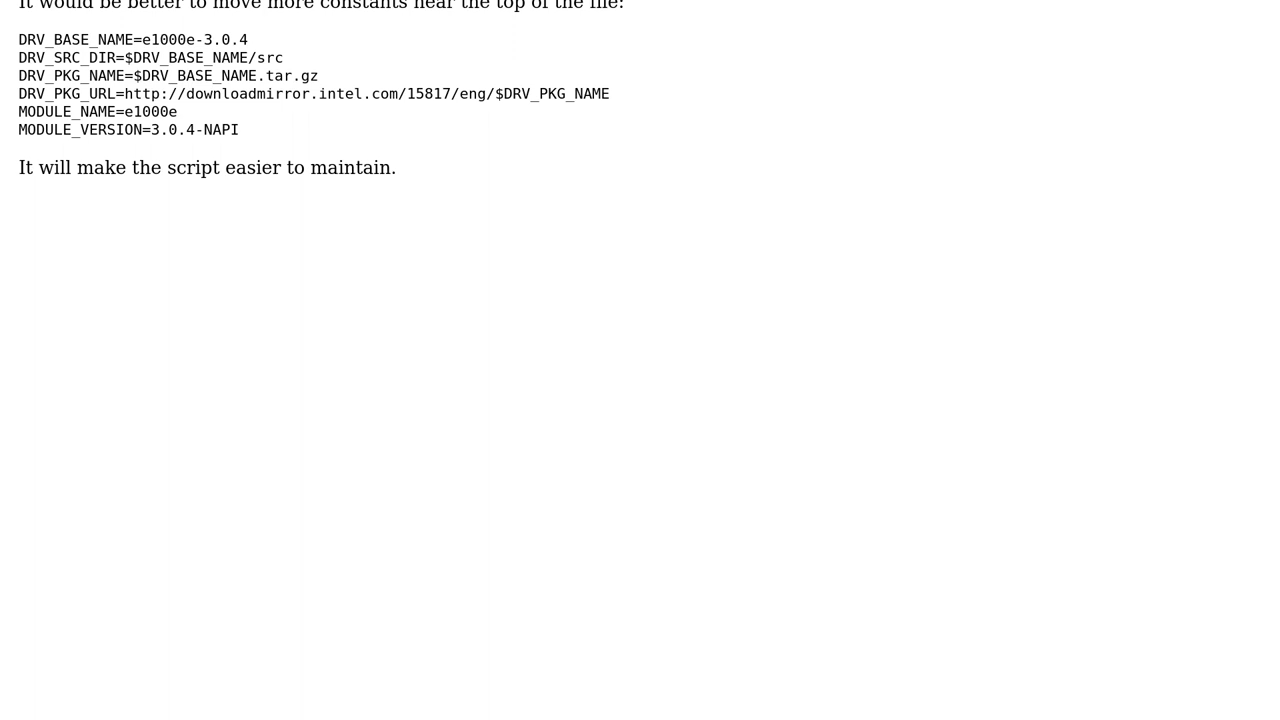 It would be better to move more constants near the top of the file:
DRV_BASE_NAME=e1000e-3.0.4
DRV_SRC_DIR=$DRV_BASE_NAME/src
DRV_PKG_NAME=$DRV_BASE_NAME.tar.gz
DRV_PKG_URL=http://downloadmirror.intel.com/15817/eng/$DRV_PKG_NAME
MODULE_NAME=e1000e
MODULE_VERSION=3.0.4-NAPI
It will make the script easier to maintain.